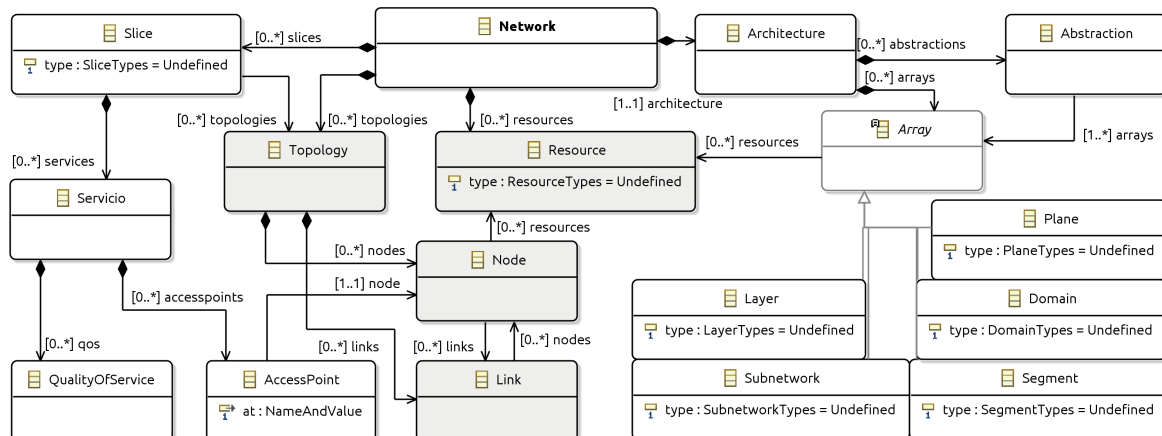 Slice
type : SliceTypes = Undefined
[0..*] slices
Network
Architecture
[0..*] abstractions
Abstraction
[0..*] arrays
[1..1] architecture
[0..*] topologies
[0..*] topologies
[0..*] resources
Array
[1..*] arrays
Topology
Resource
type : ResourceTypes = Undefined
[0..*] resources
[0..*] services
Servicio
[0..*] resources
[0..*] nodes
Node
[1..1] node
[0..*] accesspoints
Plane
type : PlaneTypes = Undefined
Layer
type : LayerTypes = Undefined
Domain
type : DomainTypes = Undefined
[0..*] qos
[0..*] links
[0..*] links
[0..*] nodes
QualityOfService
AccessPoint
at : NameAndValue
Link
Subnetwork
type : SubnetworkTypes = Undefined
Segment
type : SegmentTypes = Undefined